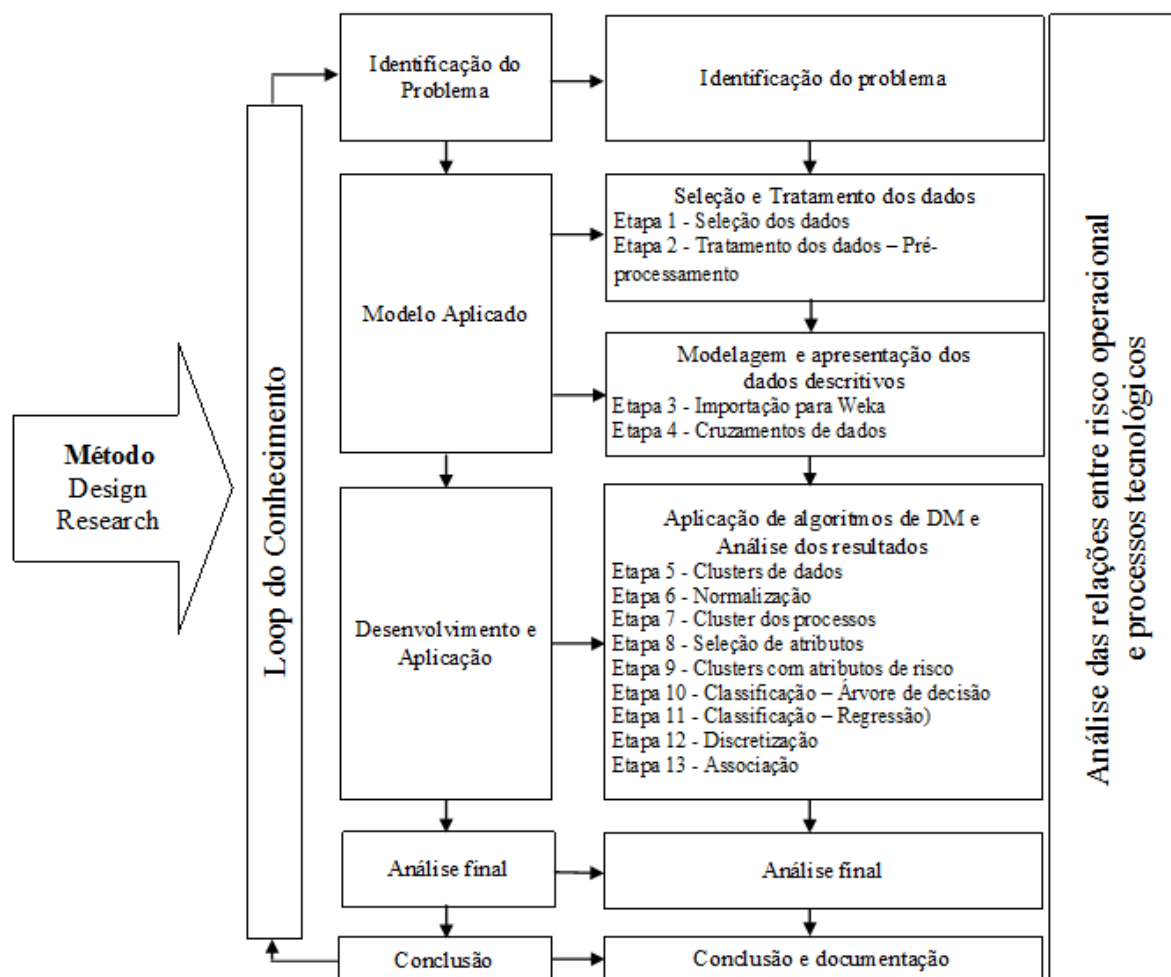 Método
Design
Research
Loop do Conhecimento
Identificação do
Problema
Identificação do problema
Modelo Aplicado
Seleção e Tratamento dos dados
Etapa 1 - Seleção dos dados
Etapa 2 - Tratamento dos dados – Pré-
processamento
Modelagem e apresentação dos
dados descritivos
Etapa 3 - Importação para Weka
Etapa 4 - Cruzamentos de dados
Desenvolvimento e
Aplicação
Aplicação de algoritmos de DM e
Análise dos resultados
Etapa 5 - Clusters de dados
Etapa 6 - Normalização
Etapa 7 - Cluster dos processos
Etapa 8 - Seleção de atributos
Etapa 9 - Clusters com atributos de risco
Etapa 10 - Classificação – Árvore de decisão
Etapa 11 - Classificação – Regressão)
Etapa 12 - Discretização
Etapa 13 - Associação
Análise final
Análise final
Conclusão
Conclusão e documentação
Análise das relações entre risco operacional
e processos tecnológicos